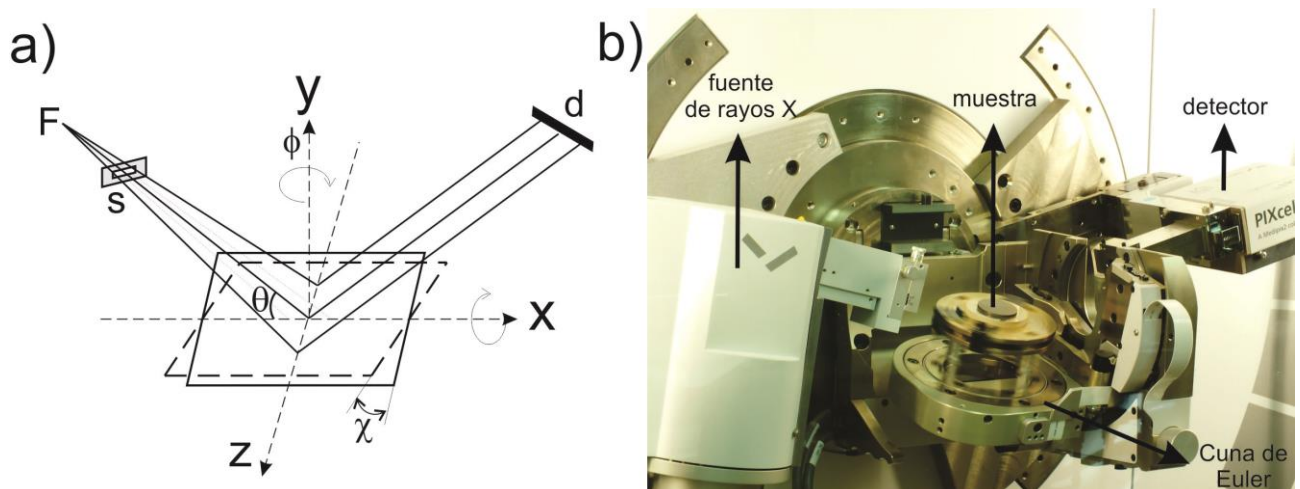 a)
y
ϕ
F
s
d
θ
x
z
χ
b)
fuente
de rayos X
muestra
detector
PIXcel
Cuna de
Euler